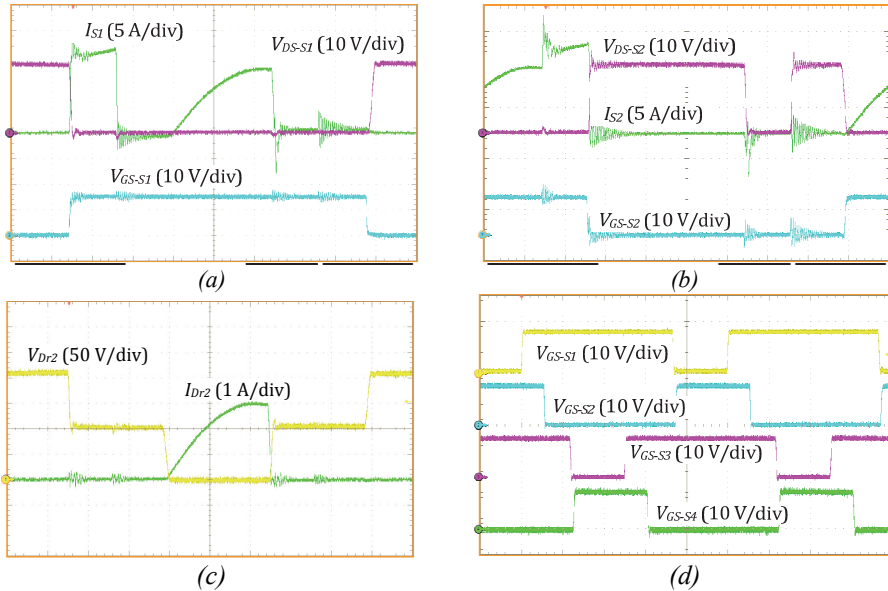 I_S1 (5 A/div)
V_DS-S1 (10 V/div)
V_GS-S1 (10 V/div)
(a)
V_DS-S2 (10 V/div)
I_S2 (5 A/div)
V_GS-S2 (10 V/div)
(b)
V_Dr2 (50 V/div)
I_Dr2 (1 A/div)
(c)
V_GS-S1 (10 V/div)
V_GS-S2 (10 V/div)
V_GS-S3 (10 V/div)
V_GS-S4 (10 V/div)
(d)